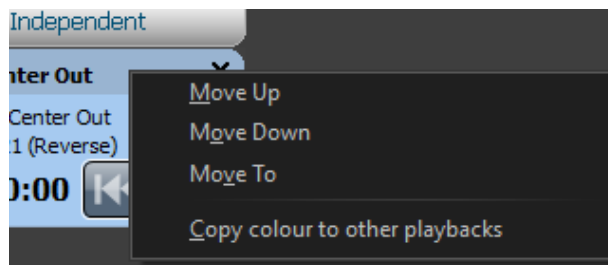 Independent
nter Out
Center Out
1 (Reverse)
0:00
Move Up
Move Down
Move To
Copy colour to other playbacks